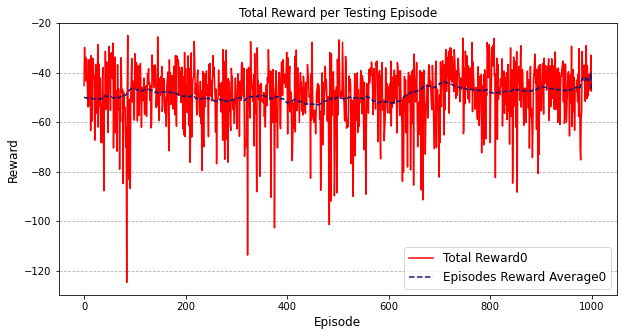 Total Reward per Testing Episode
−20
−40
−60
−80
−100
−120
Reward
0
200
400
600
800
1000
Episode
Total Reward0
Episodes Reward Average0